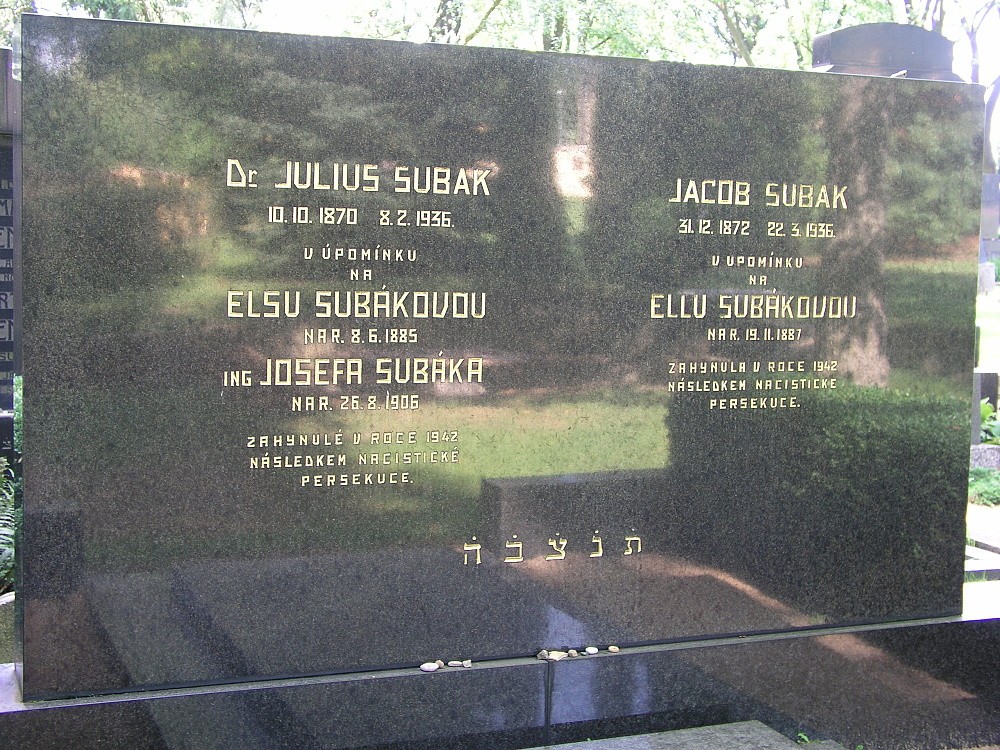 Dr. JULIUS SUBAK
10.10.1870 8.2.1936.
V ÚPOMÍNKU
NA
ELSU SUBÁKOVOU
NAR. 8.6.1885
ING JOSEFA SUBÁKA
NAR. 26.8.1906
ZAHYNULÉ V ROCE 1942
NÁSLEDKEM NACISTICKÉ
PERSEKUCE.
JACOB SUBAK
31.12.1872 22.3.1936.
V UPOMÍNKU
NA
ELLU SUBÁKOVOU
NAR. 19.11.1887
ZAHYNULA V ROCE 1942
NÁSLEDKEM NACISTICKÉ
PERSEKUCE.
תׄ נׄ צׄ בׄ הׄ